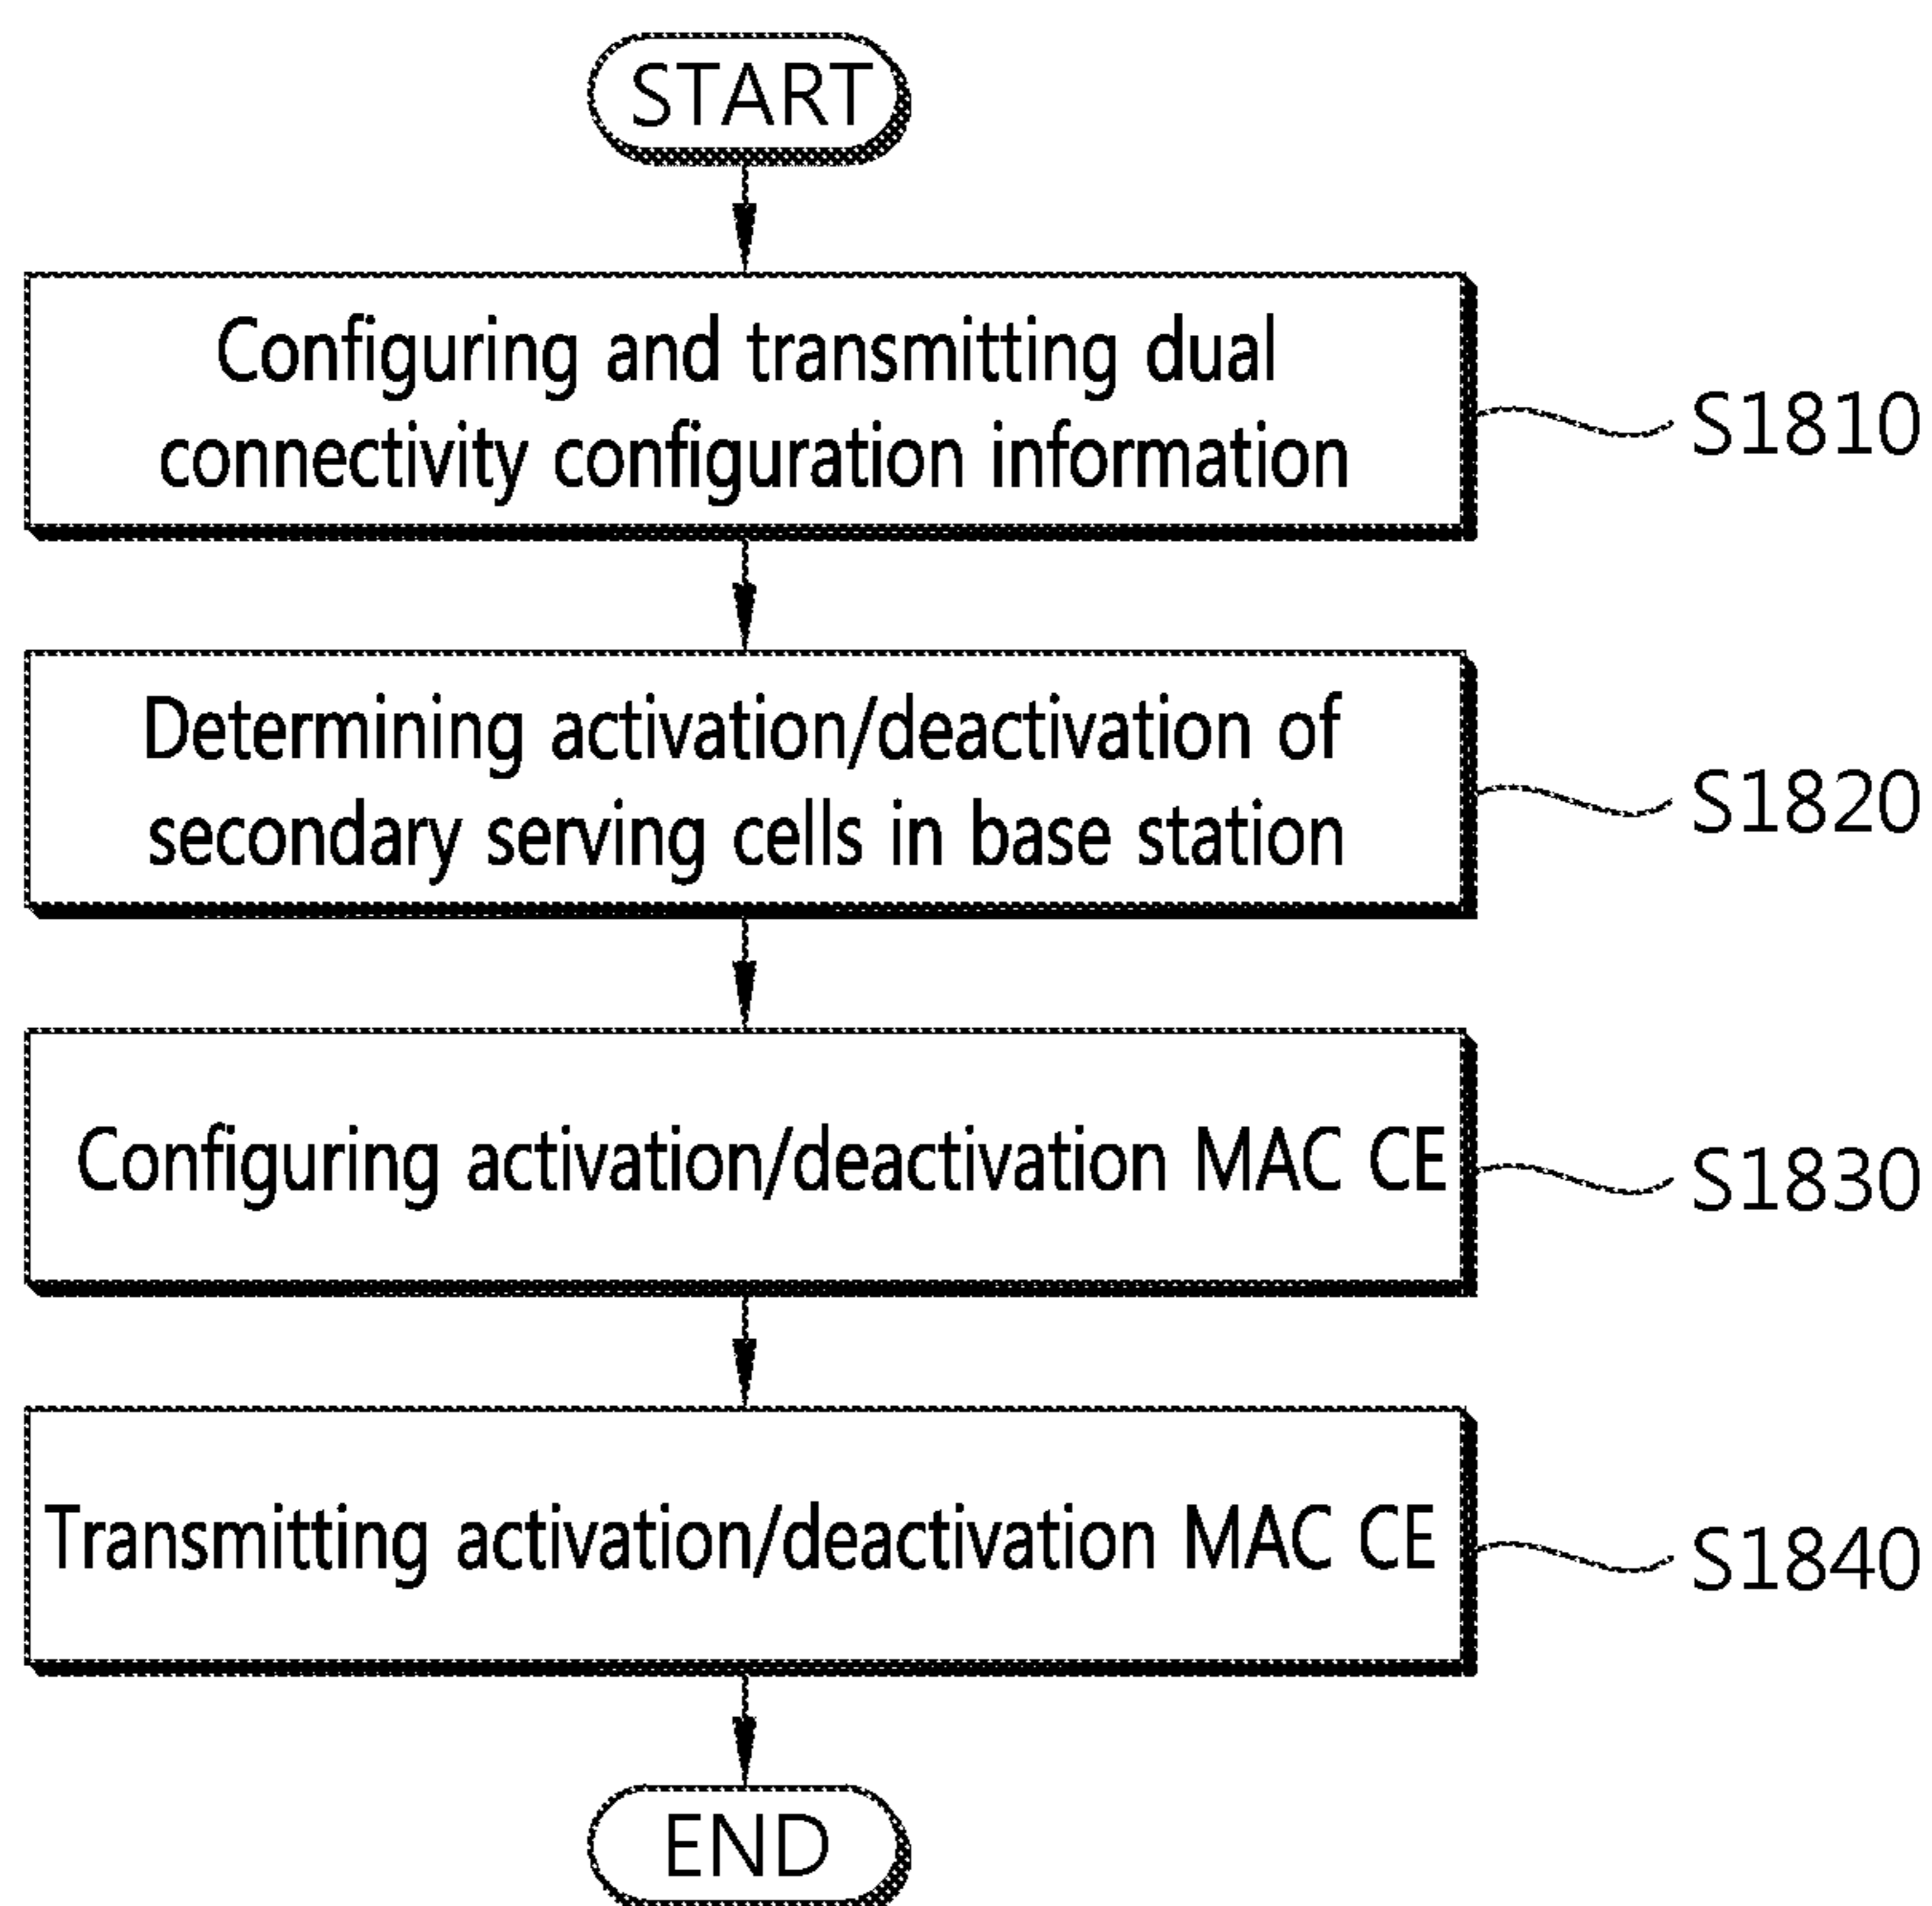 START
Configuring and transmitting dual
connectivity configuration information
S1810
Determining activation/deactivation of
secondary serving cells in base station
S1820
Configuring activation/deactivation MAC CE
S1830
Transmitting activation/deactivation MAC CE
S1840
END